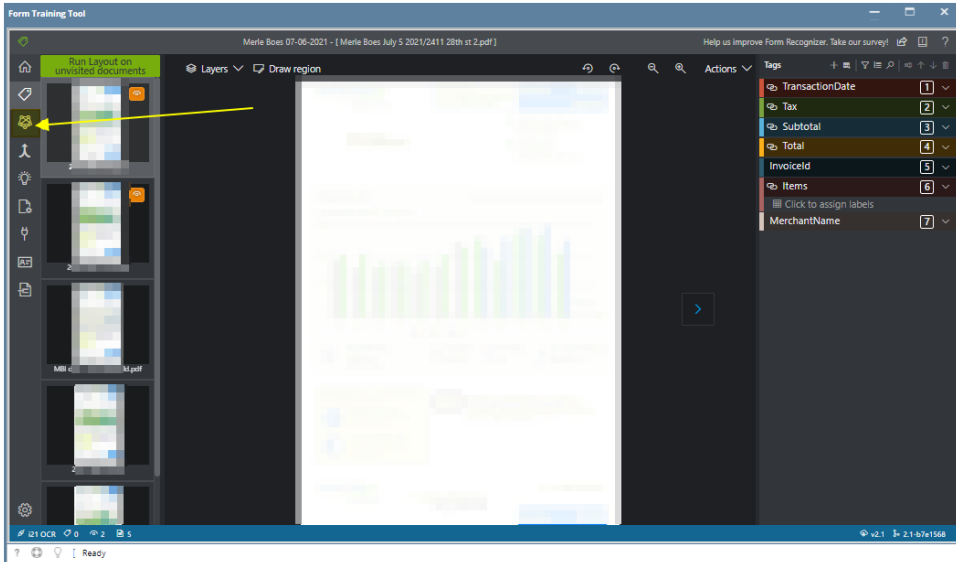 Form Training Tool
Merle Boes 07-06-2021 - [ Merle Boes July 5 2021/2411 28th st 2.pdf ]
Help us improve Form Recognizer. Take our survey!
?
Run Layout on
unvisited documents
Layers
Draw region
Actions
Tags
TransactionDate 1
Tax 2
Subtotal 3
Total 4
InvoiceId 5
Items 6
Click to assign labels
MerchantName 7
MBI
ld.pdf
i21 OCR 0 2 5
v2.1 2.1-b7e1568
? [ Ready